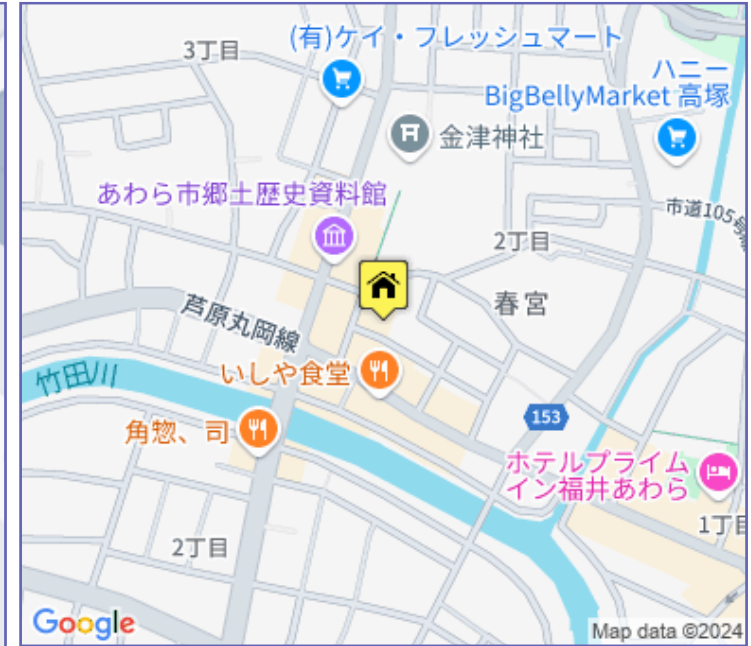 3丁目
(有)ケイ・フレッシュマート
ハニー
BigBellyMarket 高塚
金津神社
あわら市郷土歴史資料館
市道105号線
2丁目
春宮
芦原丸岡線
いしや食堂
竹田川
角惣、司
153
ホテルプライム
イン福井あわら
1丁目
2丁目
Google
Map data ©2024